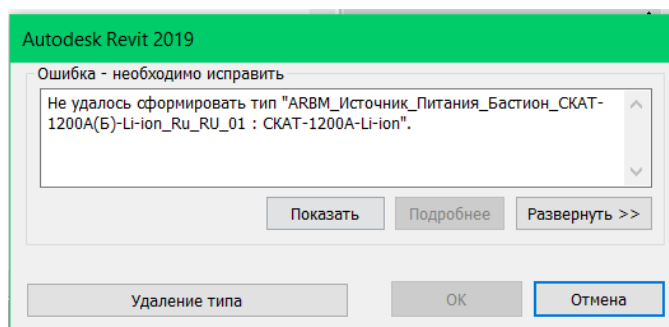 Autodesk Revit 2019
Ошибка - необходимо исправить
Не удалось сформировать тип "ARBM_Источник_Питания_Бастион_СКАТ-
1200А(Б)-Li-ion_Ru_RU_01 : СКАТ-1200А-Li-ion".
Показать Подробнее Развернуть >>
Удаление типа OK Отмена